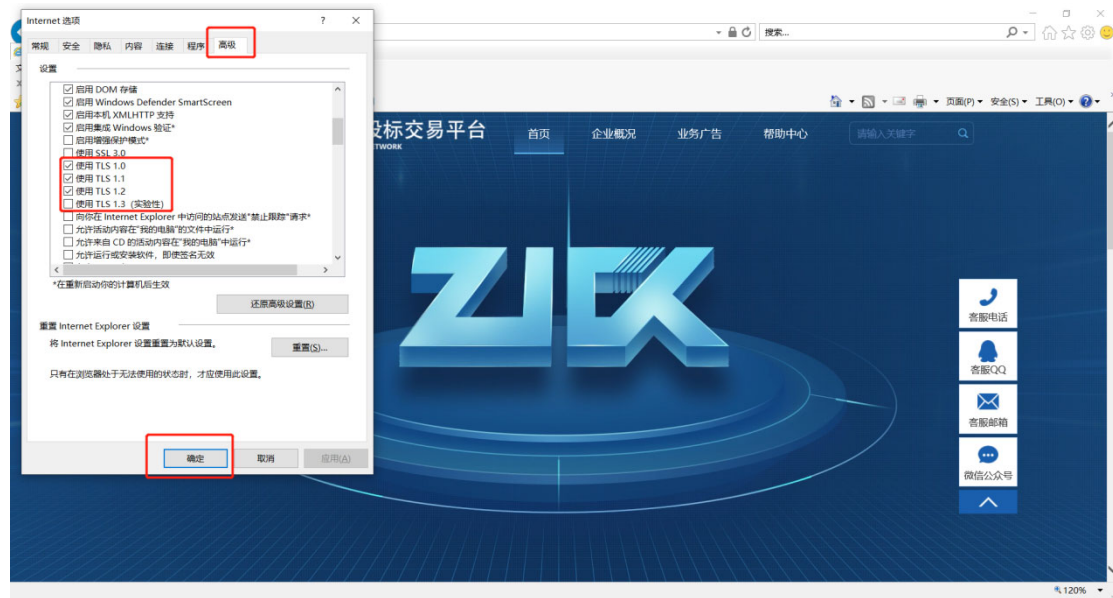 Internet 选项
? ×
常规 安全 隐私 内容 连接 程序 高级
设置
启用 DOM 存储
启用 Windows Defender SmartScreen
启用本机 XMLHTTP 支持
启用集成 Windows 验证*
启用增强保护模式*
使用 SSL 3.0
使用 TLS 1.0
使用 TLS 1.1
使用 TLS 1.2
使用 TLS 1.3 (实验性)
向你在 Internet Explorer 中访问的站点发送"禁止跟踪"请求*
允许活动内容在"我的电脑"的文件中运行*
允许来自 CD 的活动内容在"我的电脑"中运行*
允许运行或安装软件，即使签名无效
*在重新启动你的计算机后生效
还原高级设置(R)
重置 Internet Explorer 设置
将 Internet Explorer 设置重置为默认设置。
重置(S)...
只有在浏览器处于无法使用的状态时，才应使用此设置。
确定 取消 应用(A)
搜索...
页面(P) 安全(S) 工具(O)
标交易平台
TWORK
首页 企业概况 业务广告 帮助中心 请输入关键字
客服电话
客服QQ
客服邮箱
微信公众号
120%